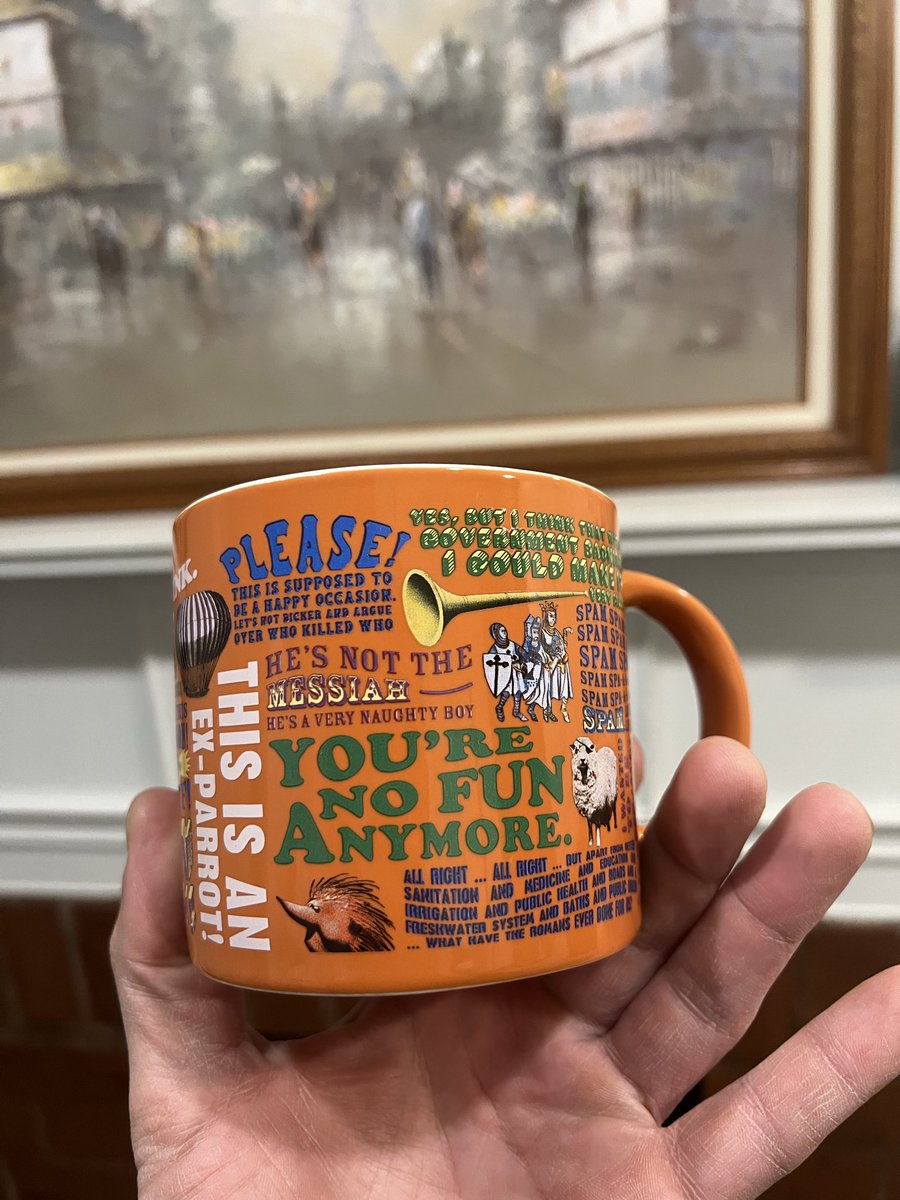 NK.
PLEASE!
THIS IS SUPPOSED TO
BE A HAPPY OCCASION.
LET'S NOT BICKER AND ARGUE
OVER WHO KILLED WHO
YES, BUT I THINK THAT
GOVERNMENT
I COULD MAKE
HE'S NOT THE
MESSIAH
HE'S A VERY NAUGHTY BOY
SPAM SPAM
SPAM SPAM
SPAM
SPAM
SPAM
SPAM
THIS IS AN
EX-PARROT!
YOU'RE
NO FUN
ANYMORE.
ALL RIGHT ... ALL RIGHT ... BUT APART FROM
SANITATION AND MEDICINE AND EDUCATION
IRRIGATION AND PUBLIC HEALTH AND ROADS AND
FRESHWATER SYSTEM AND BATHS AND PUBLIC
... WHAT HAVE THE ROMANS EVER DONE FOR US